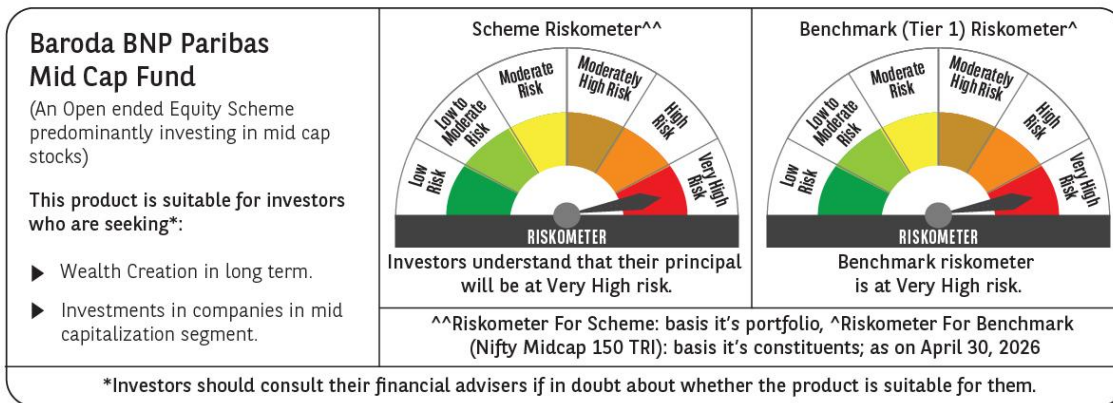 Baroda BNP Paribas
Mid Cap Fund
(An Open ended Equity Scheme
predominantly investing in mid cap
stocks)
This product is suitable for investors
who are seeking*:
▶ Wealth Creation in long term.
▶ Investments in companies in mid
capitalization segment.
Scheme Riskometer^^
Low
Risk
Low to
Moderate
Risk
Moderate
Risk
Moderately
High Risk
High
Risk
Very High
Risk
RISKOMETER
Investors understand that their principal
will be at Very High risk.
Benchmark (Tier 1) Riskometer^
Low
Risk
Low to
Moderate
Risk
Moderate
Risk
Moderately
High Risk
High
Risk
Very High
Risk
RISKOMETER
Benchmark riskometer
is at Very High risk.
^^Riskometer For Scheme: basis it's portfolio, ^Riskometer For Benchmark
(Nifty Midcap 150 TRI): basis it's constituents; as on April 30, 2026
*Investors should consult their financial advisers if in doubt about whether the product is suitable for them.